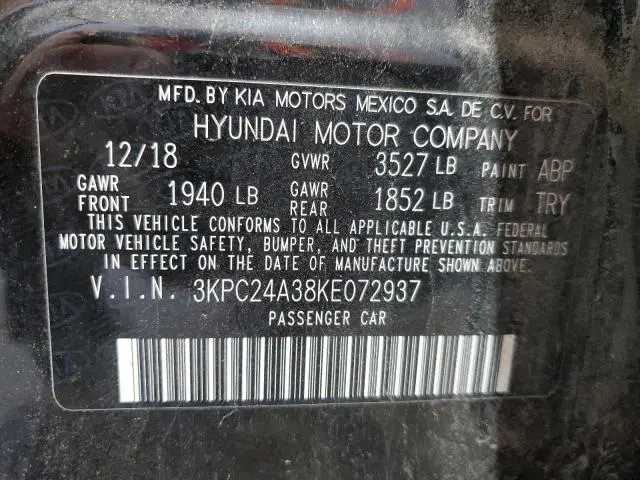 MFD. BY KIA MOTORS MEXICO S.A. DE C.V. FOR
HYUNDAI MOTOR COMPANY
12/18 GVWR 3527 LB PAINT ABP
GAWR FRONT 1940 LB GAWR REAR 1852 LB TRIM TRY
THIS VEHICLE CONFORMS TO ALL APPLICABLE U.S.A. FEDERAL
MOTOR VEHICLE SAFETY, BUMPER, AND THEFT PREVENTION STANDARDS
IN EFFECT ON THE DATE OF MANUFACTURE SHOWN ABOVE.
V.I.N. 3KPC24A38KE072937
PASSENGER CAR